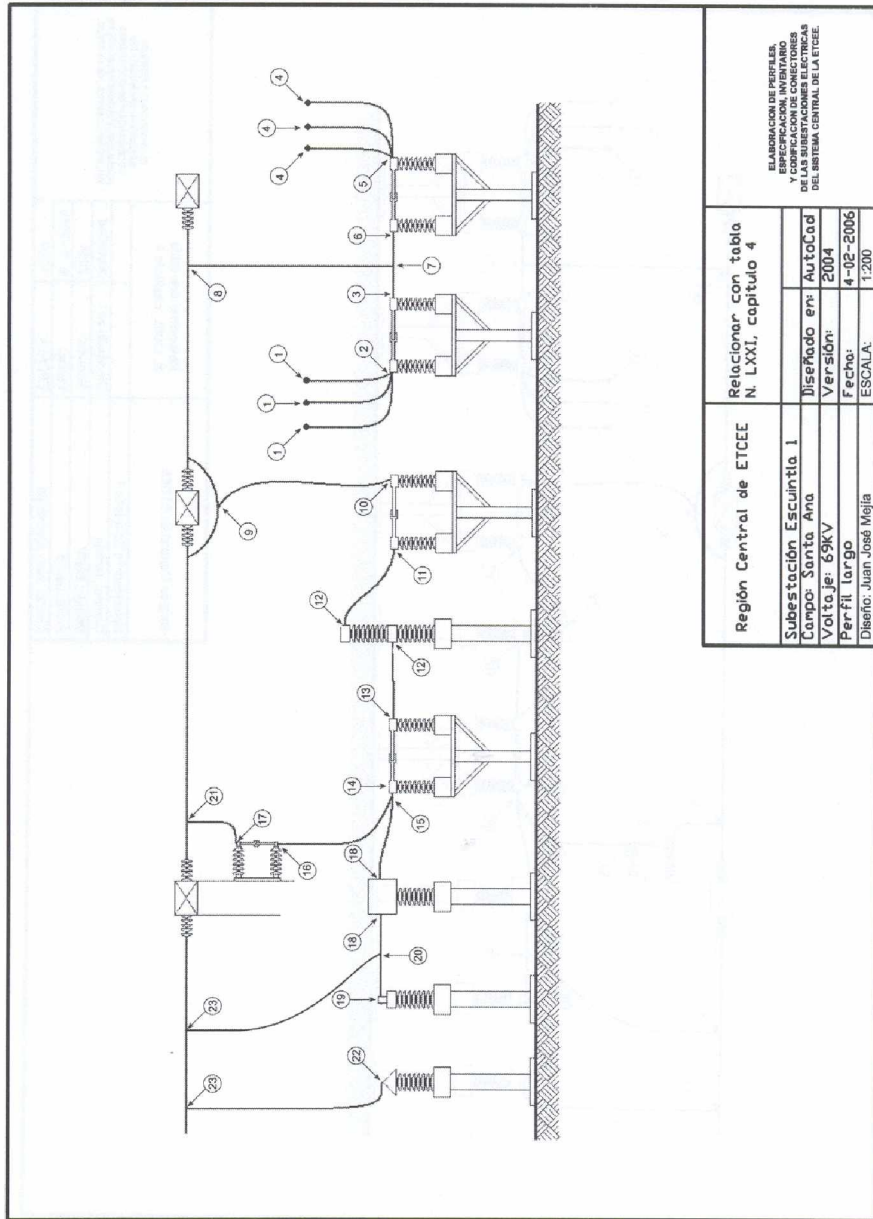 4
4
4
5
6
7
8
3
2
1
1
1
9
10
11
12
12
13
14
15
16
17
21
18
18
20
19
23
22
23
Región Central de ETCEE
Relacionar con tabla
N. LXXI, capitulo 4
ELABORACION DE PERFILES,
ESPECIFICACION, INVENTARIO
Y CODIFICACION DE CONECTORES
DE LAS SUBESTACIONES ELECTRICAS
DEL SISTEMA CENTRAL DE LA ETCEE.
Subestación Escuintla 1
Campo: Santa Ana
Diseñado en: AutoCad
Voltaje: 69KV
Versión: 2004
Perfil largo
Fecha: 4-02-2006
Diseño: Juan José Mejía
ESCALA: 1:200